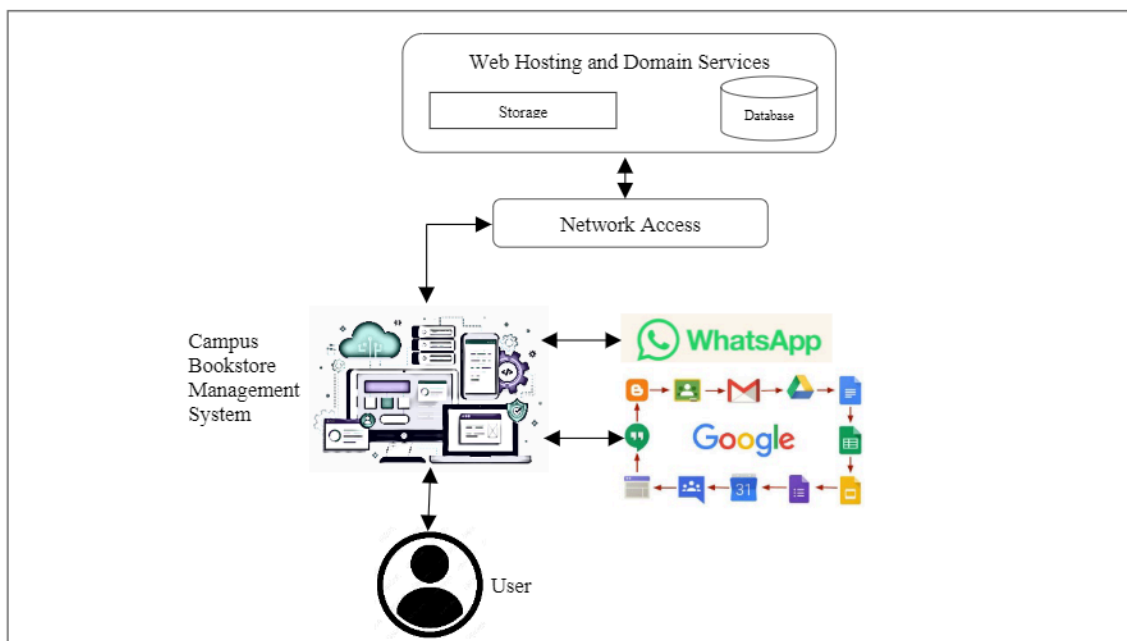 Web Hosting and Domain Services
Storage
Database
Network Access
Campus
Bookstore
Management
System
WhatsApp
Google
31
User